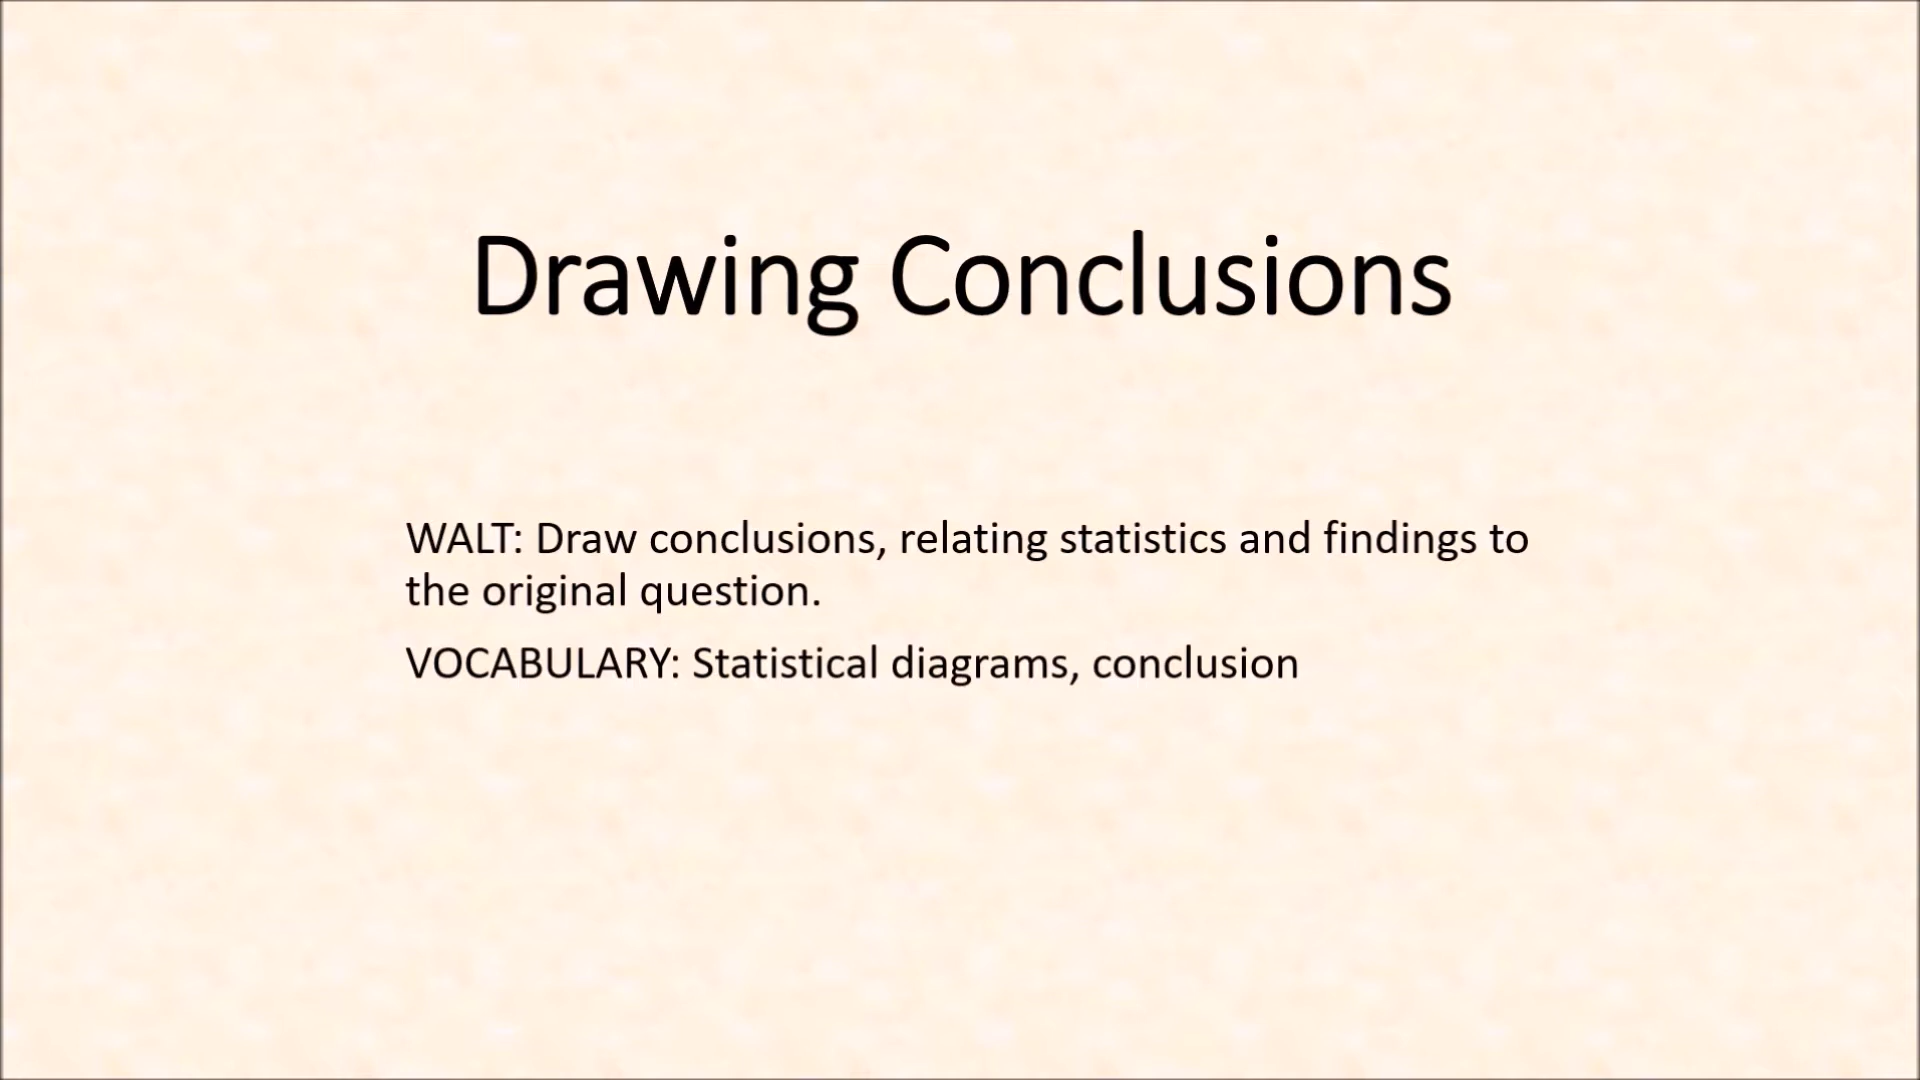 Drawing Conclusions
WALT: Draw conclusions, relating statistics and findings to
the original question.
VOCABULARY: Statistical diagrams, conclusion